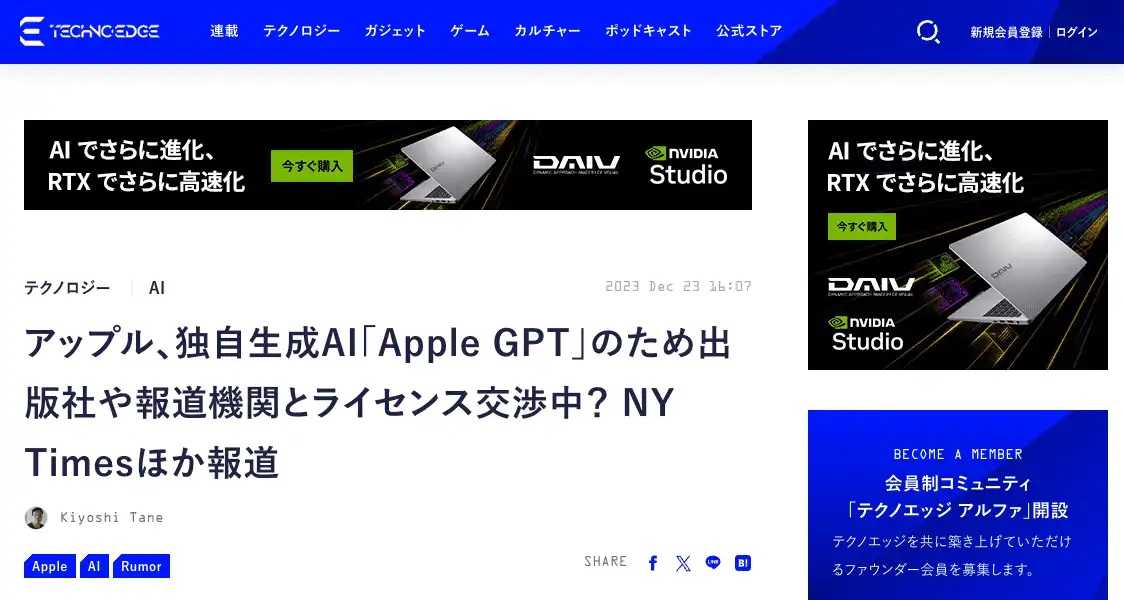 TECHNO-EDGE
連載 テクノロジー ガジェット ゲーム カルチャー ポッドキャスト 公式ストア
新規会員登録 ログイン
AI でさらに進化、
RTX でさらに高速化
今すぐ購入
DAIV
NVIDIA
Studio
AI でさらに進化、
RTX でさらに高速化
今すぐ購入
DAIV
DAIV
NVIDIA
Studio
テクノロジー AI
2023 Dec 23 16:07
アップル、独自生成AI「Apple GPT」のため出
版社や報道機関とライセンス交渉中? NY
Timesほか報道
Kiyoshi Tane
Apple AI Rumor
SHARE
LINE
B!
BECOME A MEMBER
会員制コミュニティ
「テクノエッジ アルファ」開設
テクノエッジを共に築き上げていただけ
るファウンダー会員を募集します。